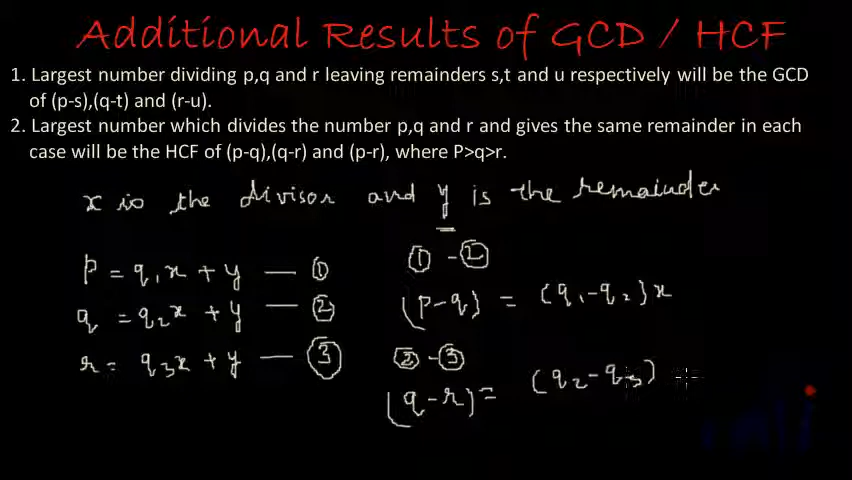 Additional Results of GCD / HCF
1. Largest number dividing p,q and r leaving remainders s,t and u respectively will be the GCD
of (p-s),(q-t) and (r-u).
2. Largest number which divides the number p,q and r and gives the same remainder in each
case will be the HCF of (p-q),(q-r) and (p-r), where P>q>r.
x is the divisor and y is the remainder
p = q₁x + y — ①
q = q₂x + y — ②
r = q₃x + y — ③
① - ②
(p-q) = (q₁-q₂)x
② - ③
(q-r) = (q₂-q₃)